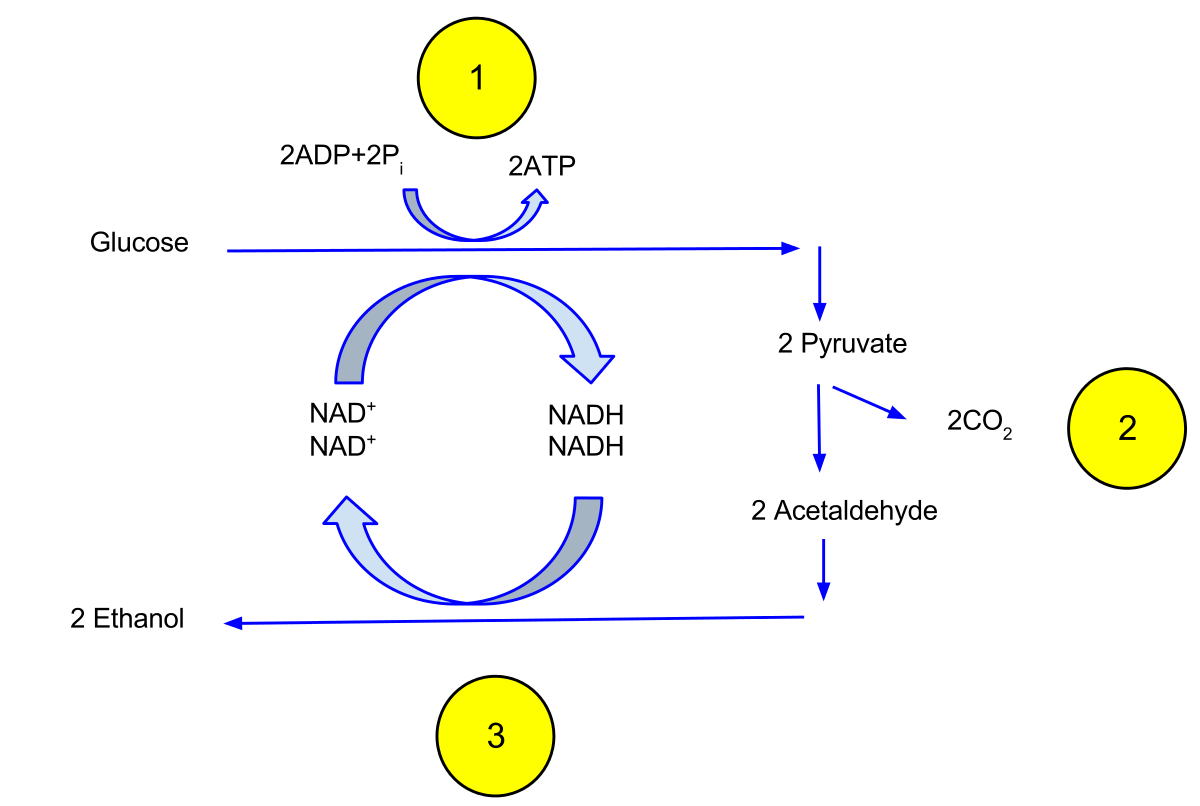 1
2ADP+2Pi
2ATP
Glucose
2 Pyruvate
NAD+
NAD+
NADH
NADH
2CO2
2
2 Acetaldehyde
2 Ethanol
3